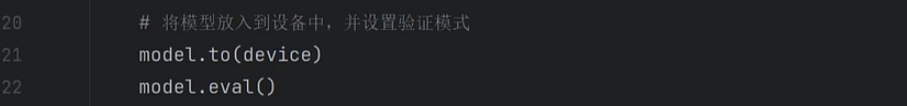 20 # 将模型放入到设备中，并设置验证模式
21 model.to(device)
22 model.eval()